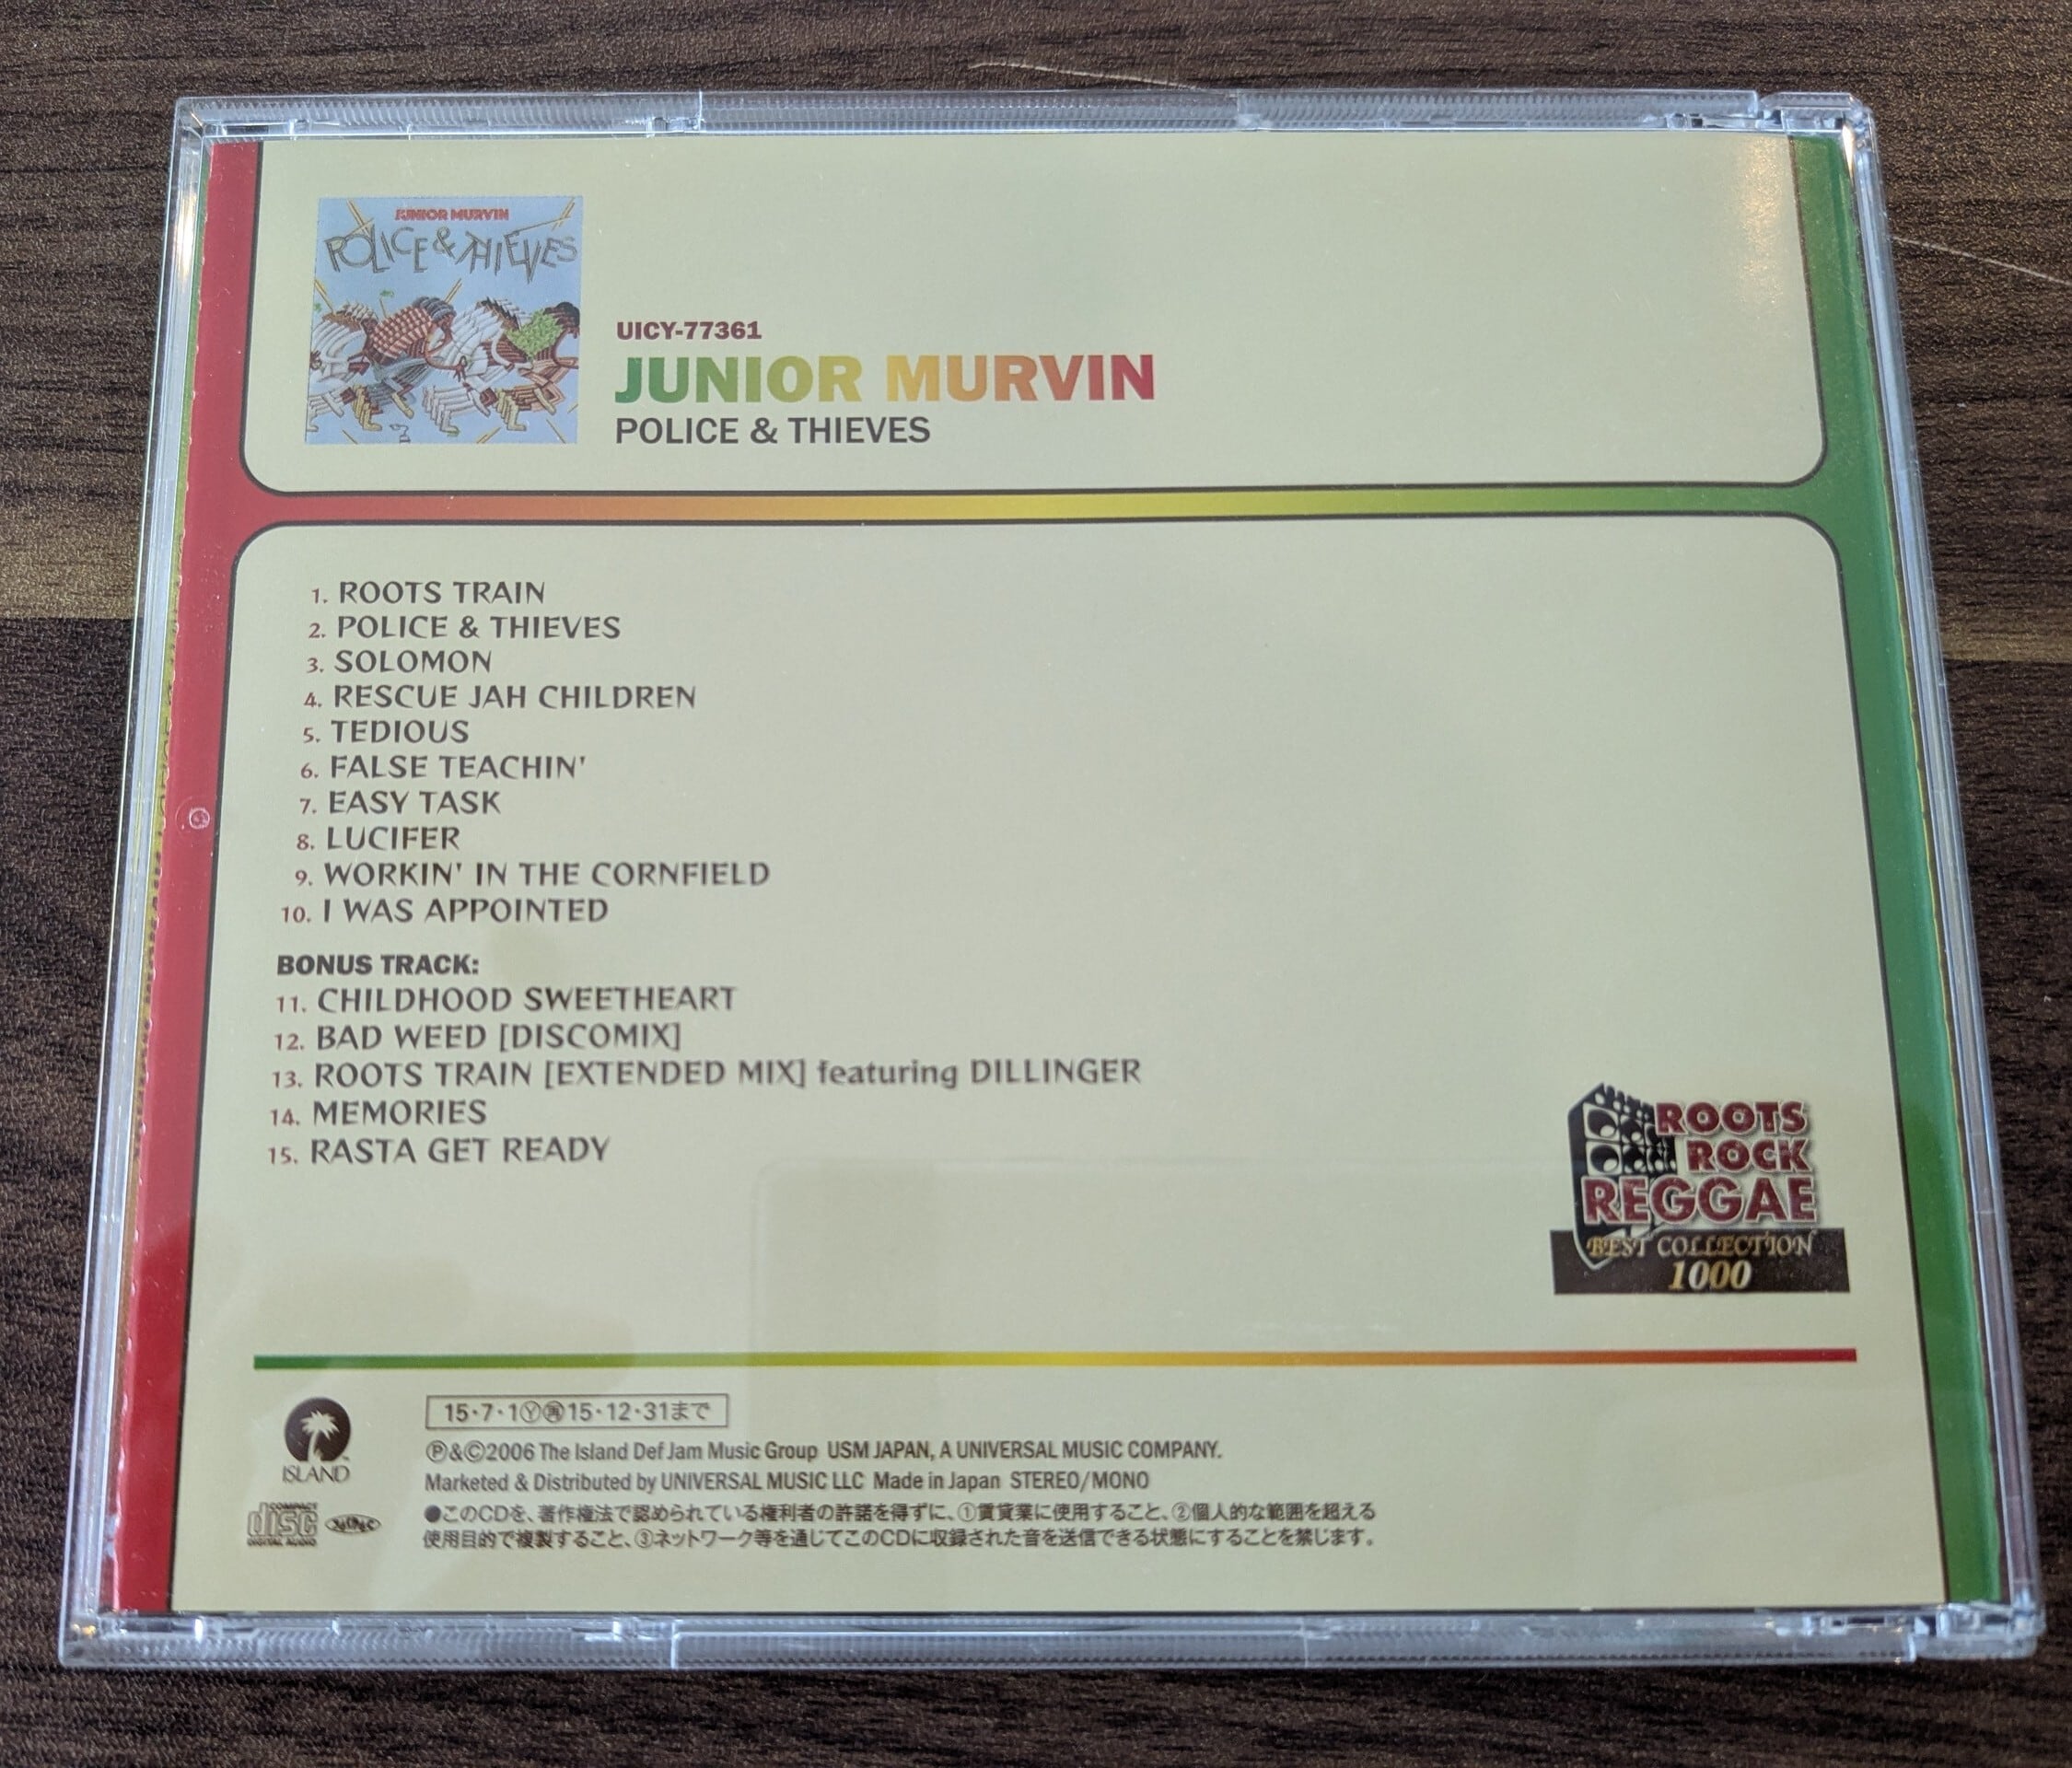 JUNIOR MURVIN
POLICE & THIEVES
UICY-77361
JUNIOR MURVIN
POLICE & THIEVES
1. ROOTS TRAIN
2. POLICE & THIEVES
3. SOLOMON
4. RESCUE JAH CHILDREN
5. TEDIOUS
6. FALSE TEACHIN'
7. EASY TASK
8. LUCIFER
9. WORKIN' IN THE CORNFIELD
10. I WAS APPOINTED
BONUS TRACK:
11. CHILDHOOD SWEETHEART
12. BAD WEED [DISCOMIX]
13. ROOTS TRAIN [EXTENDED MIX] featuring DILLINGER
14. MEMORIES
15. RASTA GET READY
ROOTS
ROCK
REGGAE
BEST COLLECTION
1000
15・7・1Ⓨ㊮15・12・31まで
ISLAND
Ⓟ&©2006 The Island Def Jam Music Group USM JAPAN, A UNIVERSAL MUSIC COMPANY.
Marketed & Distributed by UNIVERSAL MUSIC LLC Made in Japan STEREO/MONO
COMPACT
disc
DIGITAL AUDIO
●このCDを、著作権法で認められている権利者の許諾を得ずに、①賃貸業に使用すること、②個人的な範囲を超える
使用目的で複製すること、③ネットワーク等を通じてこのCDに収録された音を送信できる状態にすることを禁じます。